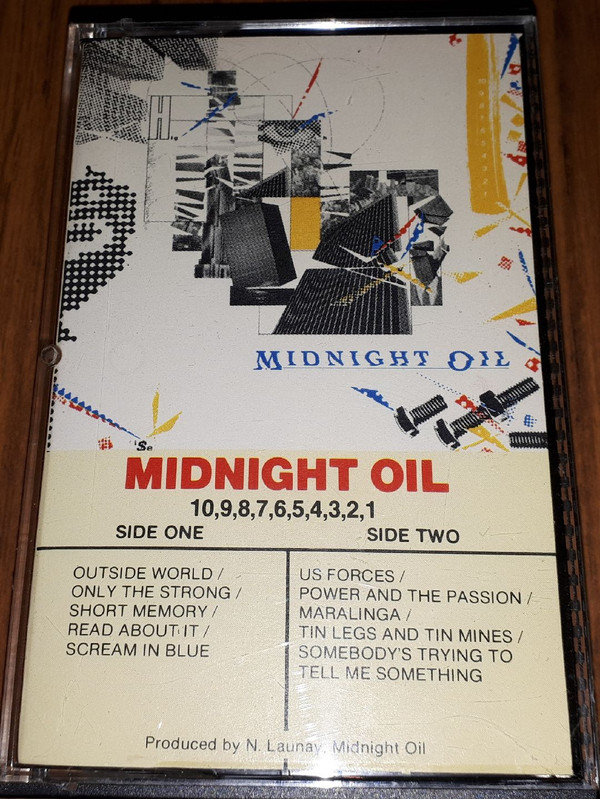 H.
MIDNIGHT OIL
Se
MIDNIGHT OIL
10,9,8,7,6,5,4,3,2,1
SIDE ONE
SIDE TWO
OUTSIDE WORLD /
ONLY THE STRONG /
SHORT MEMORY /
READ ABOUT IT /
SCREAM IN BLUE
US FORCES /
POWER AND THE PASSION /
MARALINGA /
TIN LEGS AND TIN MINES /
SOMEBODY'S TRYING TO
TELL ME SOMETHING
Produced by N. Launay, Midnight Oil